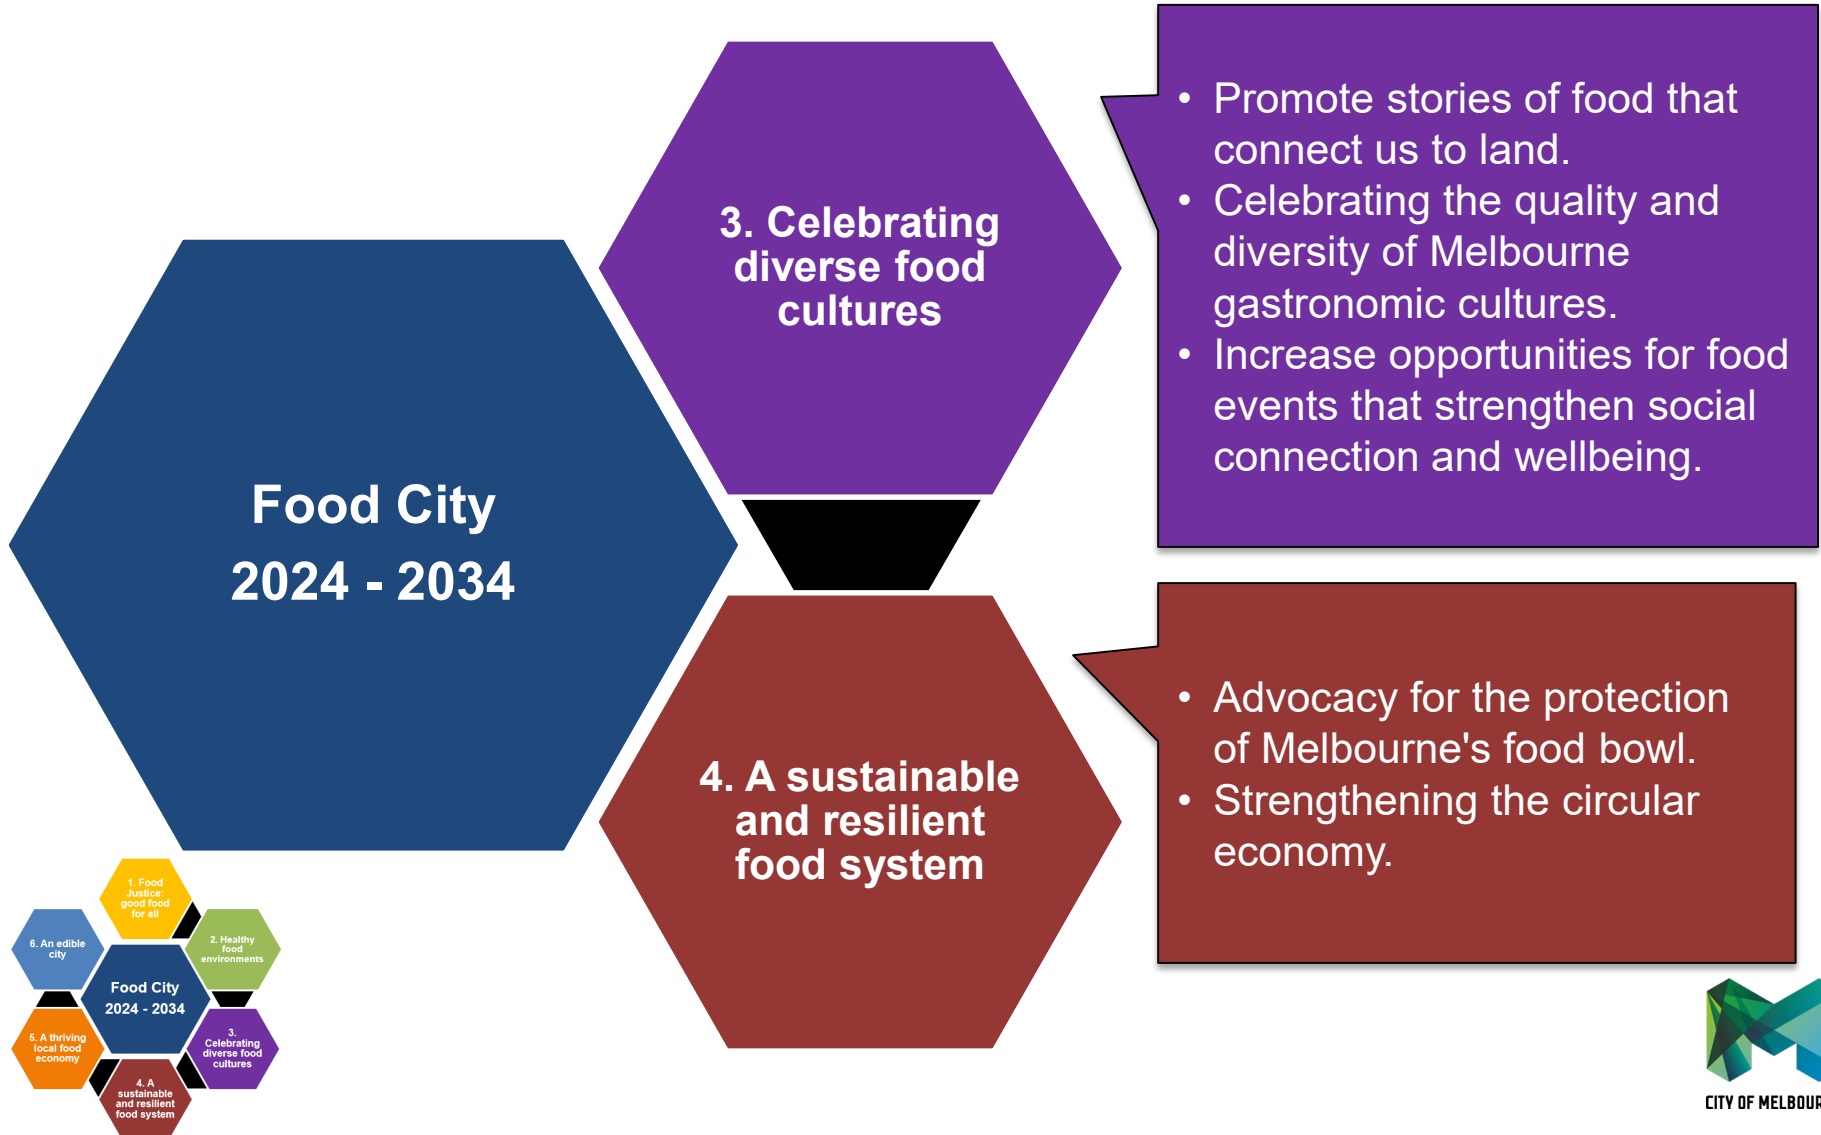 Food City
2024 - 2034
3. Celebrating
diverse food
cultures
• Promote stories of food that
connect us to land.
• Celebrating the quality and
diversity of Melbourne
gastronomic cultures.
• Increase opportunities for food
events that strengthen social
connection and wellbeing.
4. A sustainable
and resilient
food system
• Advocacy for the protection
of Melbourne's food bowl.
• Strengthening the circular
economy.
1. Food
Justice:
good food
for all
2. Healthy
food
environments
3.
Celebrating
diverse food
cultures
4. A
sustainable
and resilient
food system
5. A thriving
local food
economy
6. An edible
city
Food City
2024 - 2034
CITY OF MELBOUR